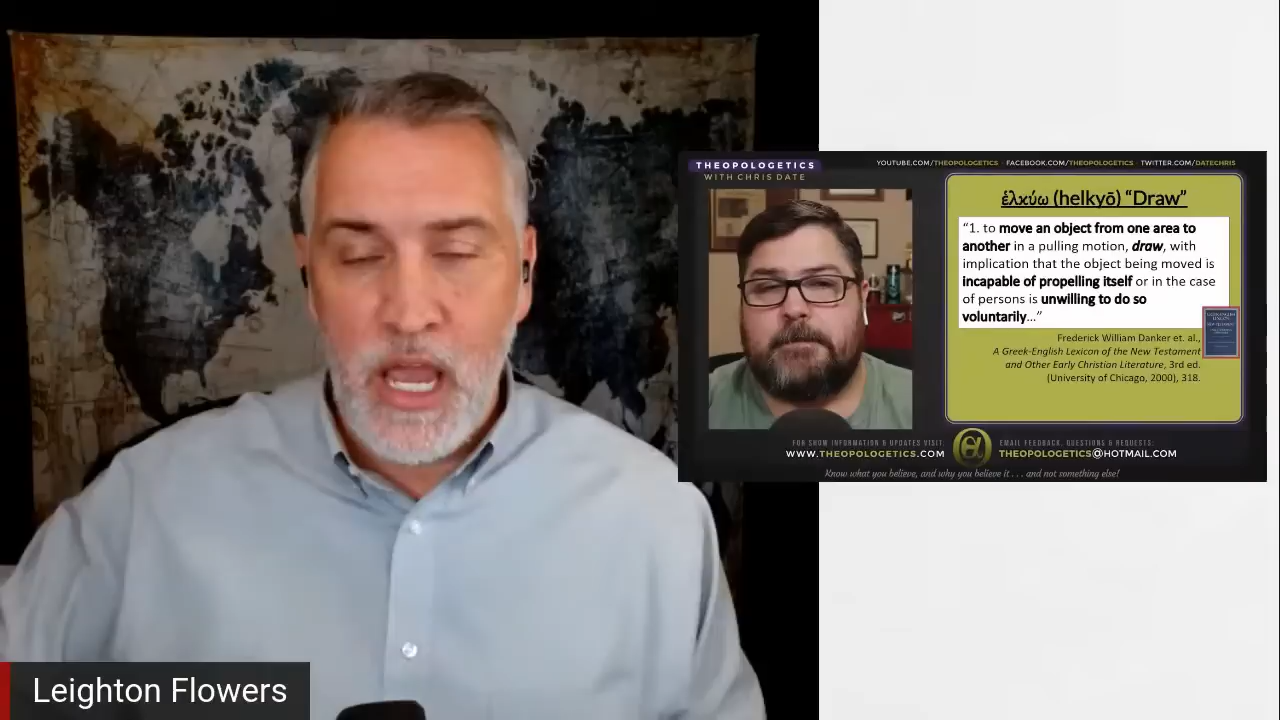 THEOPOLOGETICS
WITH CHRIS DATE
YOUTUBE.COM/THEOPOLOGETICS · FACEBOOK.COM/THEOPOLOGETICS · TWITTER.COM/DATECHRIS
ἑλκύω (helkyō) “Draw”
“1. to move an object from one area to
another in a pulling motion, draw, with
implication that the object being moved is
incapable of propelling itself or in the case
of persons is unwilling to do so
voluntarily…”
Frederick William Danker et. al.,
A Greek-English Lexicon of the New Testament
and Other Early Christian Literature, 3rd ed.
(University of Chicago, 2000), 318.
FOR SHOW INFORMATION & UPDATES VISIT:
WWW.THEOPOLOGETICS.COM
EMAIL FEEDBACK, QUESTIONS & REQUESTS:
THEOPOLOGETICS@HOTMAIL.COM
Know what you believe, and why you believe it . . . and not something else!
Leighton Flowers